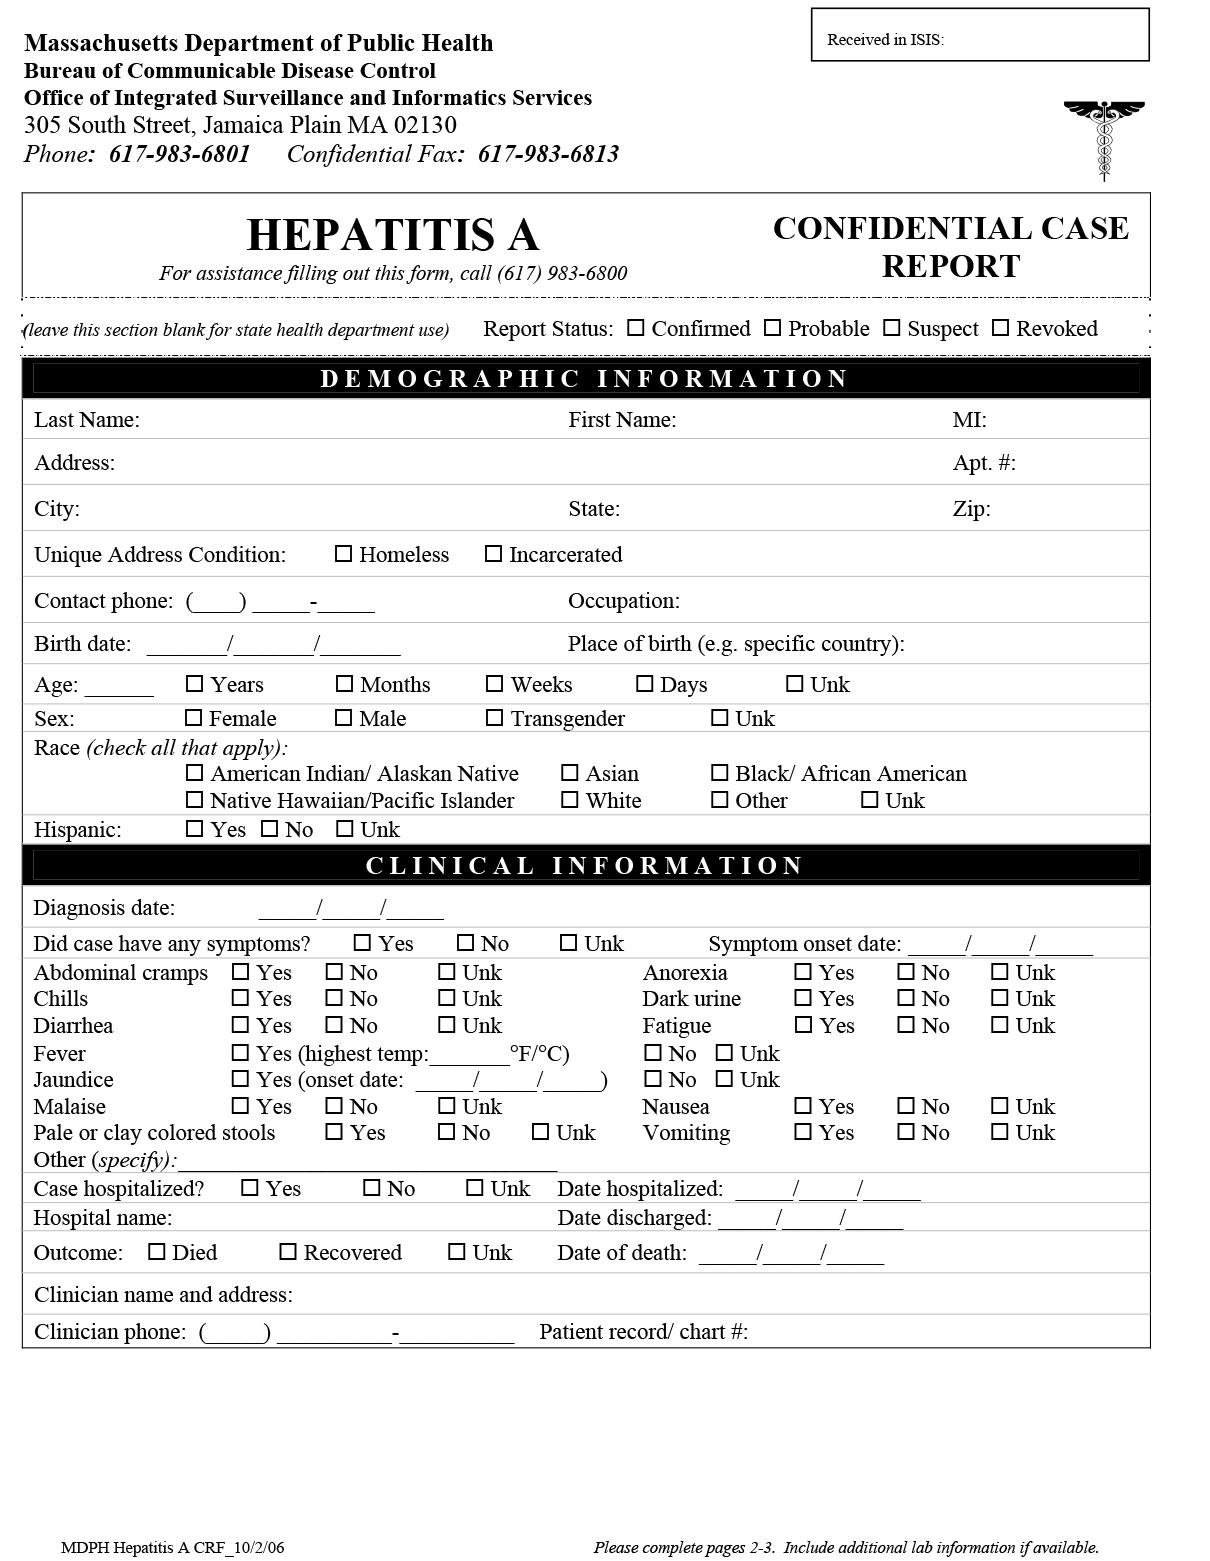 Received in ISIS:
Massachusetts Department of Public Health
Bureau of Communicable Disease Control
Office of Integrated Surveillance and Informatics Services
305 South Street, Jamaica Plain MA 02130
Phone: 617-983-6801 Confidential Fax: 617-983-6813
HEPATITIS A
For assistance filling out this form, call (617) 983-6800
CONFIDENTIAL CASE
REPORT
(leave this section blank for state health department use) Report Status: ☐ Confirmed ☐ Probable ☐ Suspect ☐ Revoked
DEMOGRAPHIC INFORMATION
Last Name: First Name: MI:
Address: Apt. #:
City: State: Zip:
Unique Address Condition: ☐ Homeless ☐ Incarcerated
Contact phone: (____) _____-_____ Occupation:
Birth date: _______/_______/_______ Place of birth (e.g. specific country):
Age: ______ ☐ Years ☐ Months ☐ Weeks ☐ Days ☐ Unk
Sex: ☐ Female ☐ Male ☐ Transgender ☐ Unk
Race (check all that apply):
☐ American Indian/ Alaskan Native ☐ Asian ☐ Black/ African American
☐ Native Hawaiian/Pacific Islander ☐ White ☐ Other ☐ Unk
Hispanic: ☐ Yes ☐ No ☐ Unk
CLINICAL INFORMATION
Diagnosis date: _____/_____/_____
Did case have any symptoms? ☐ Yes ☐ No ☐ Unk Symptom onset date: _____/_____/_____
Abdominal cramps ☐ Yes ☐ No ☐ Unk Anorexia ☐ Yes ☐ No ☐ Unk
Chills ☐ Yes ☐ No ☐ Unk Dark urine ☐ Yes ☐ No ☐ Unk
Diarrhea ☐ Yes ☐ No ☐ Unk Fatigue ☐ Yes ☐ No ☐ Unk
Fever ☐ Yes (highest temp:_______°F/°C) ☐ No ☐ Unk
Jaundice ☐ Yes (onset date: _____/_____/_____) ☐ No ☐ Unk
Malaise ☐ Yes ☐ No ☐ Unk Nausea ☐ Yes ☐ No ☐ Unk
Pale or clay colored stools ☐ Yes ☐ No ☐ Unk Vomiting ☐ Yes ☐ No ☐ Unk
Other (specify):_________________________________
Case hospitalized? ☐ Yes ☐ No ☐ Unk Date hospitalized: _____/_____/_____
Hospital name: Date discharged: _____/_____/_____
Outcome: ☐ Died ☐ Recovered ☐ Unk Date of death: _____/_____/_____
Clinician name and address:
Clinician phone: (_____) __________-__________ Patient record/ chart #:
MDPH Hepatitis A CRF_10/2/06 Please complete pages 2-3. Include additional lab information if available.